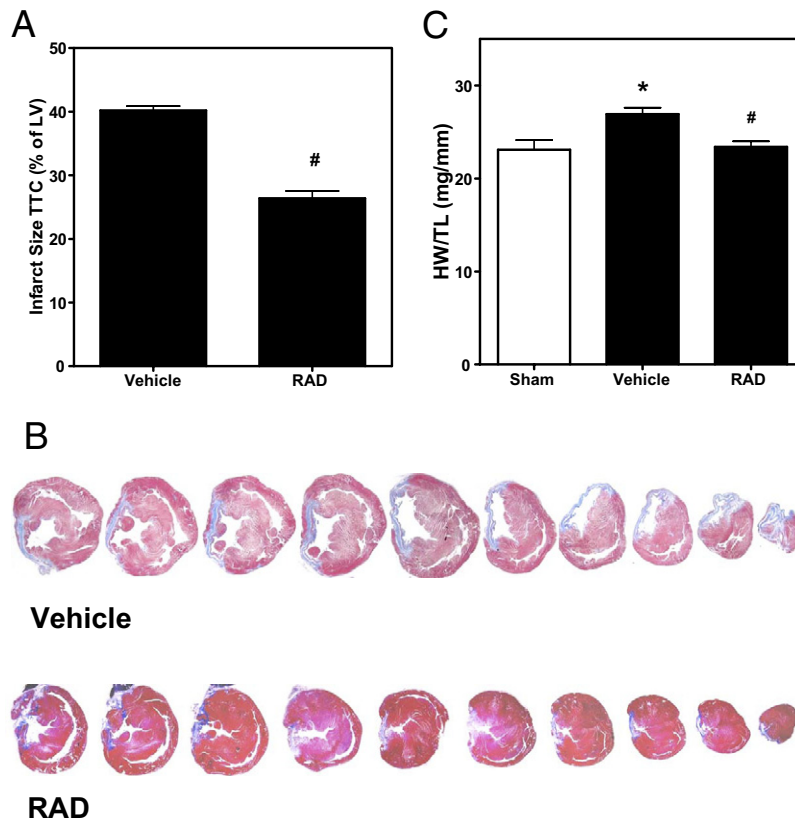 A
Infarct Size TTC (% of LV)
50
40
30
20
10
0
#
Vehicle RAD
C
HW/TL (mg/mm)
30
20
10
0
*
#
Sham Vehicle RAD
B
Vehicle
RAD